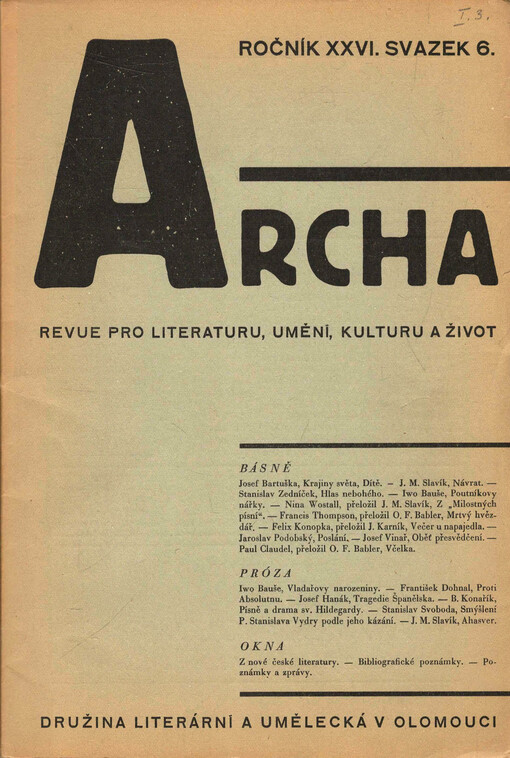 I. 3.
ROČNÍK XXVI. SVAZEK 6.
ARCHA
REVUE PRO LITERATURU, UMĚNÍ, KULTURU A ŽIVOT
BÁSNĚ
Josef Bartuška, Krajiny světa, Dítě. – J. M. Slavík, Návrat. —
Stanislav Zedníček, Hlas nebohého. — Iwo Bauše, Poutníkovy
nářky. — Nina Wostall, přeložil J. M. Slavík, Z „Milostných
písní“. — Francis Thompson, přeložil O. F. Babler, Mrtvý hvěz-
dář. — Felix Konopka, přeložil J. Karník, Večer u napajedla. —
Jaroslav Podobský, Poslání. — Josef Vinař, Oběť přesvědčení. —
Paul Claudel, přeložil O. F. Babler, Včelka.
PRÓZA
Iwo Bauše, Vladařovy narozeniny. — František Dohnal, Proti
Absolutnu. — Josef Hanák, Tragedie Španělska. — B. Konařík,
Písně a drama sv. Hildegardy. — Stanislav Svoboda, Smýšlení
P. Stanislava Vydry podle jeho kázání. — J. M. Slavík, Ahasver.
OKNA
Z nové české literatury. — Bibliografické poznámky. — Po-
známky a zprávy.
DRUŽINA LITERÁRNÍ A UMĚLECKÁ V OLOMOUCI